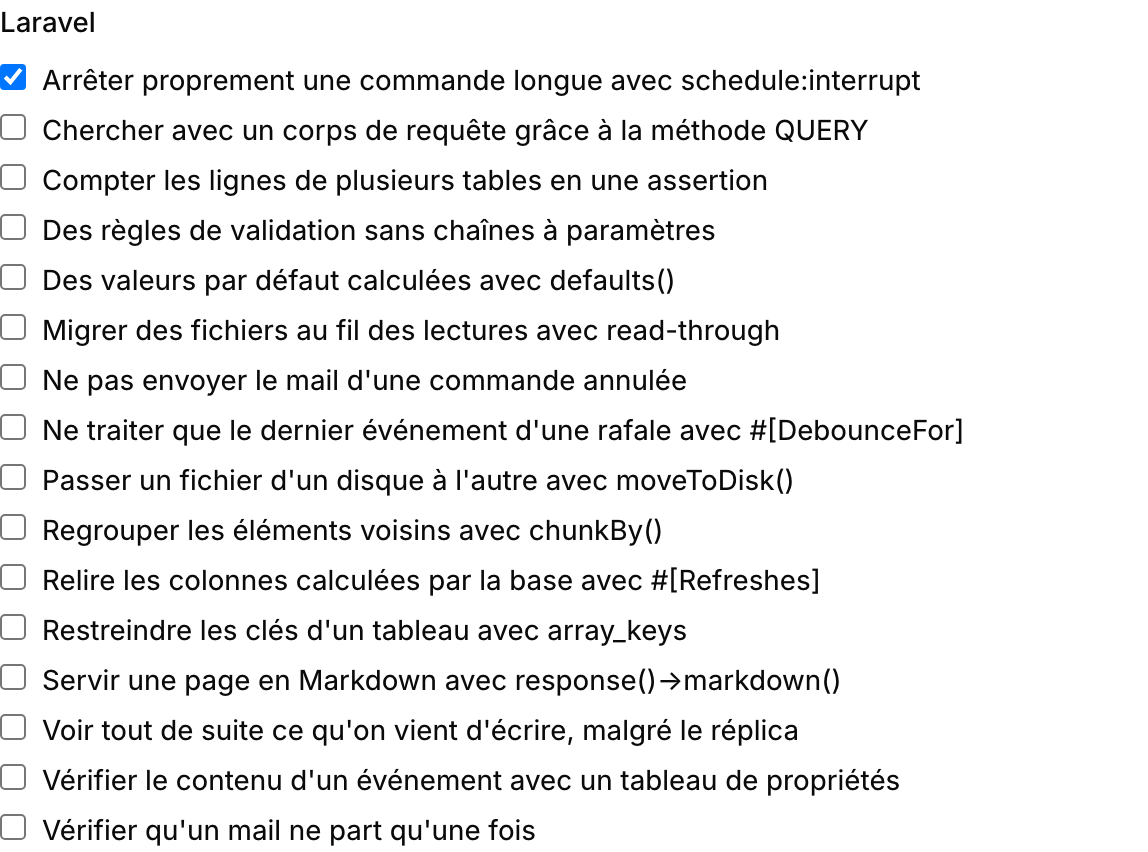 Laravel
Arrêter proprement une commande longue avec schedule:interrupt
Chercher avec un corps de requête grâce à la méthode QUERY
Compter les lignes de plusieurs tables en une assertion
Des règles de validation sans chaînes à paramètres
Des valeurs par défaut calculées avec defaults()
Migrer des fichiers au fil des lectures avec read-through
Ne pas envoyer le mail d'une commande annulée
Ne traiter que le dernier événement d'une rafale avec #[DebounceFor]
Passer un fichier d'un disque à l'autre avec moveToDisk()
Regrouper les éléments voisins avec chunkBy()
Relire les colonnes calculées par la base avec #[Refreshes]
Restreindre les clés d'un tableau avec array_keys
Servir une page en Markdown avec response()→markdown()
Voir tout de suite ce qu'on vient d'écrire, malgré le réplica
Vérifier le contenu d'un événement avec un tableau de propriétés
Vérifier qu'un mail ne part qu'une fois